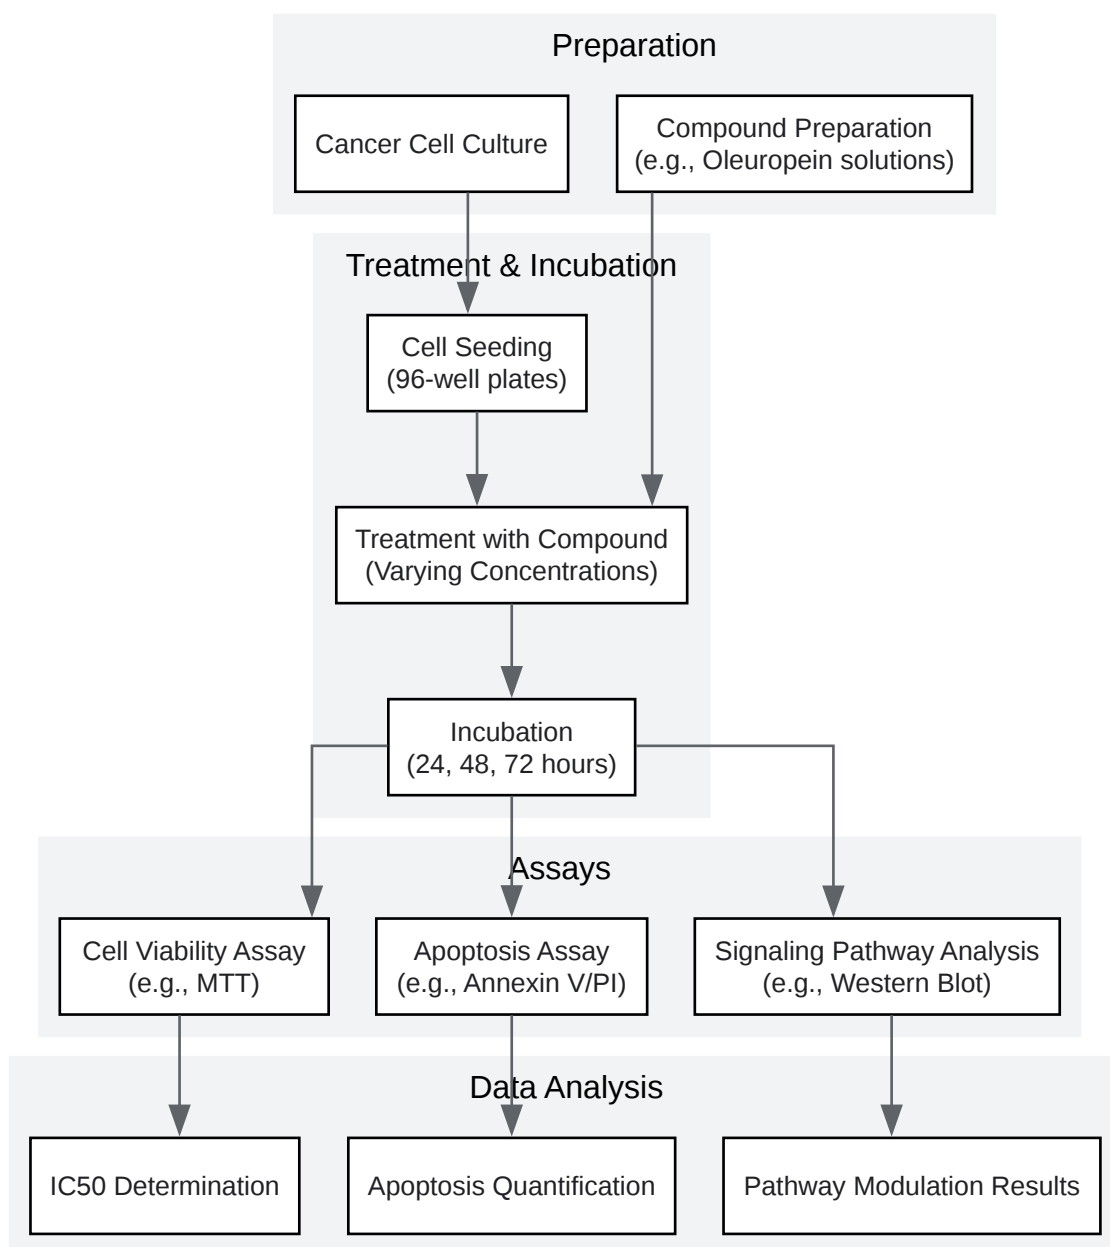 Preparation
Cancer Cell Culture
Compound Preparation
(e.g., Oleuropein solutions)
Treatment & Incubation
Cell Seeding
(96-well plates)
Treatment with Compound
(Varying Concentrations)
Incubation
(24, 48, 72 hours)
Assays
Cell Viability Assay
(e.g., MTT)
Apoptosis Assay
(e.g., Annexin V/PI)
Signaling Pathway Analysis
(e.g., Western Blot)
Data Analysis
IC50 Determination
Apoptosis Quantification
Pathway Modulation Results